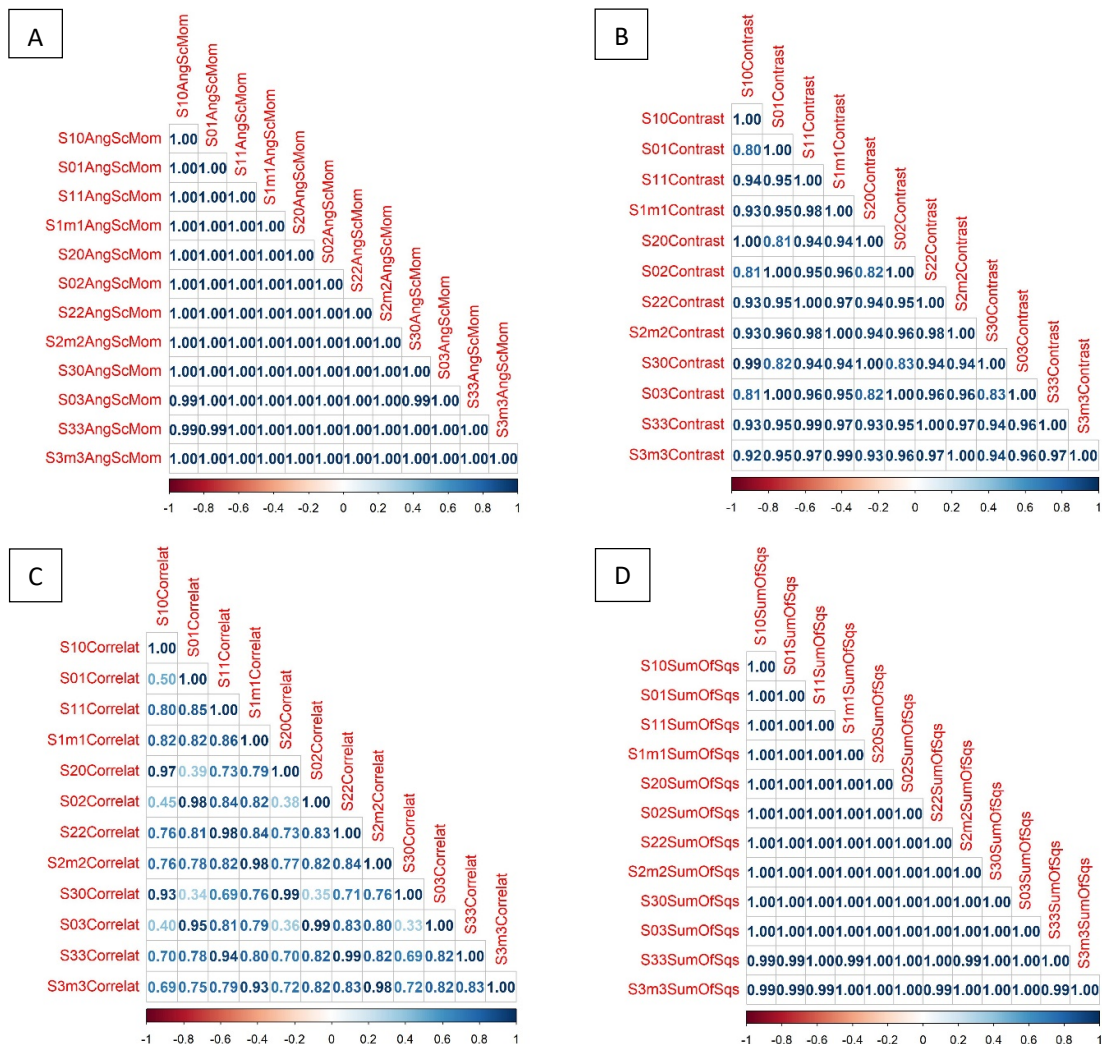 A
S10AngScMom
S01AngScMom
S11AngScMom
S1m1AngScMom
S20AngScMom
S02AngScMom
S22AngScMom
S2m2AngScMom
S30AngScMom
S03AngScMom
S33AngScMom
S3m3AngScMom
S10AngScMom 1.00
S01AngScMom 1.00 1.00
S11AngScMom 1.00 1.00 1.00
S1m1AngScMom 1.00 1.00 1.00 1.00
S20AngScMom 1.00 1.00 1.00 1.00 1.00
S02AngScMom 1.00 1.00 1.00 1.00 1.00 1.00
S22AngScMom 1.00 1.00 1.00 1.00 1.00 1.00 1.00
S2m2AngScMom 1.00 1.00 1.00 1.00 1.00 1.00 1.00 1.00
S30AngScMom 1.00 1.00 1.00 1.00 1.00 1.00 1.00 1.00 1.00
S03AngScMom 0.99 1.00 1.00 1.00 1.00 1.00 1.00 1.00 0.99 1.00
S33AngScMom 0.99 0.99 1.00 1.00 1.00 1.00 1.00 1.00 1.00 1.00 1.00
S3m3AngScMom 1.00 1.00 1.00 1.00 1.00 1.00 1.00 1.00 1.00 1.00 1.00 1.00
-1 -0.8 -0.6 -0.4 -0.2 0 0.2 0.4 0.6 0.8 1
B
S10Contrast
S01Contrast
S11Contrast
S1m1Contrast
S20Contrast
S02Contrast
S22Contrast
S2m2Contrast
S30Contrast
S03Contrast
S33Contrast
S3m3Contrast
S10Contrast 1.00
S01Contrast 0.80 1.00
S11Contrast 0.94 0.95 1.00
S1m1Contrast 0.93 0.95 0.98 1.00
S20Contrast 1.00 0.81 0.94 0.94 1.00
S02Contrast 0.81 1.00 0.95 0.96 0.82 1.00
S22Contrast 0.93 0.95 1.00 0.97 0.94 0.95 1.00
S2m2Contrast 0.93 0.96 0.98 1.00 0.94 0.96 0.98 1.00
S30Contrast 0.99 0.82 0.94 0.94 1.00 0.83 0.94 0.94 1.00
S03Contrast 0.81 1.00 0.96 0.95 0.82 1.00 0.96 0.96 0.83 1.00
S33Contrast 0.93 0.95 0.99 0.97 0.93 0.95 1.00 0.97 0.94 0.96 1.00
S3m3Contrast 0.92 0.95 0.97 0.99 0.93 0.96 0.97 1.00 0.94 0.96 0.97 1.00
-1 -0.8 -0.6 -0.4 -0.2 0 0.2 0.4 0.6 0.8 1
C
S10Correlat
S01Correlat
S11Correlat
S1m1Correlat
S20Correlat
S02Correlat
S22Correlat
S2m2Correlat
S30Correlat
S03Correlat
S33Correlat
S3m3Correlat
S10Correlat 1.00
S01Correlat 0.50 1.00
S11Correlat 0.80 0.85 1.00
S1m1Correlat 0.82 0.82 0.86 1.00
S20Correlat 0.97 0.39 0.73 0.79 1.00
S02Correlat 0.45 0.98 0.84 0.82 0.38 1.00
S22Correlat 0.76 0.81 0.98 0.84 0.73 0.83 1.00
S2m2Correlat 0.76 0.78 0.82 0.98 0.77 0.82 0.84 1.00
S30Correlat 0.93 0.34 0.69 0.76 0.99 0.35 0.71 0.76 1.00
S03Correlat 0.40 0.95 0.81 0.79 0.36 0.99 0.83 0.80 0.33 1.00
S33Correlat 0.70 0.78 0.94 0.80 0.70 0.82 0.99 0.82 0.69 0.82 1.00
S3m3Correlat 0.69 0.75 0.79 0.93 0.72 0.82 0.83 0.98 0.72 0.82 0.83 1.00
-1 -0.8 -0.6 -0.4 -0.2 0 0.2 0.4 0.6 0.8 1
D
S10SumOfSqs
S01SumOfSqs
S11SumOfSqs
S1m1SumOfSqs
S20SumOfSqs
S02SumOfSqs
S22SumOfSqs
S2m2SumOfSqs
S30SumOfSqs
S03SumOfSqs
S33SumOfSqs
S3m3SumOfSqs
S10SumOfSqs 1.00
S01SumOfSqs 1.00 1.00
S11SumOfSqs 1.00 1.00 1.00
S1m1SumOfSqs 1.00 1.00 1.00 1.00
S20SumOfSqs 1.00 1.00 1.00 1.00 1.00
S02SumOfSqs 1.00 1.00 1.00 1.00 1.00 1.00
S22SumOfSqs 1.00 1.00 1.00 1.00 1.00 1.00 1.00
S2m2SumOfSqs 1.00 1.00 1.00 1.00 1.00 1.00 1.00 1.00
S30SumOfSqs 1.00 1.00 1.00 1.00 1.00 1.00 1.00 1.00 1.00
S03SumOfSqs 1.00 1.00 1.00 1.00 1.00 1.00 1.00 1.00 1.00 1.00
S33SumOfSqs 0.99 0.99 1.00 0.99 1.00 1.00 1.00 0.99 1.00 1.00 1.00
S3m3SumOfSqs 0.99 0.99 0.99 1.00 1.00 1.00 0.99 1.00 1.00 1.00 0.99 1.00
-1 -0.8 -0.6 -0.4 -0.2 0 0.2 0.4 0.6 0.8 1